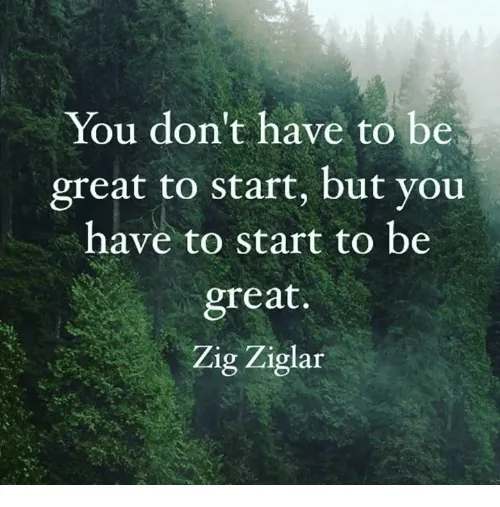 You don't have to be
great to start, but you
have to start to be
great.
Zig Ziglar